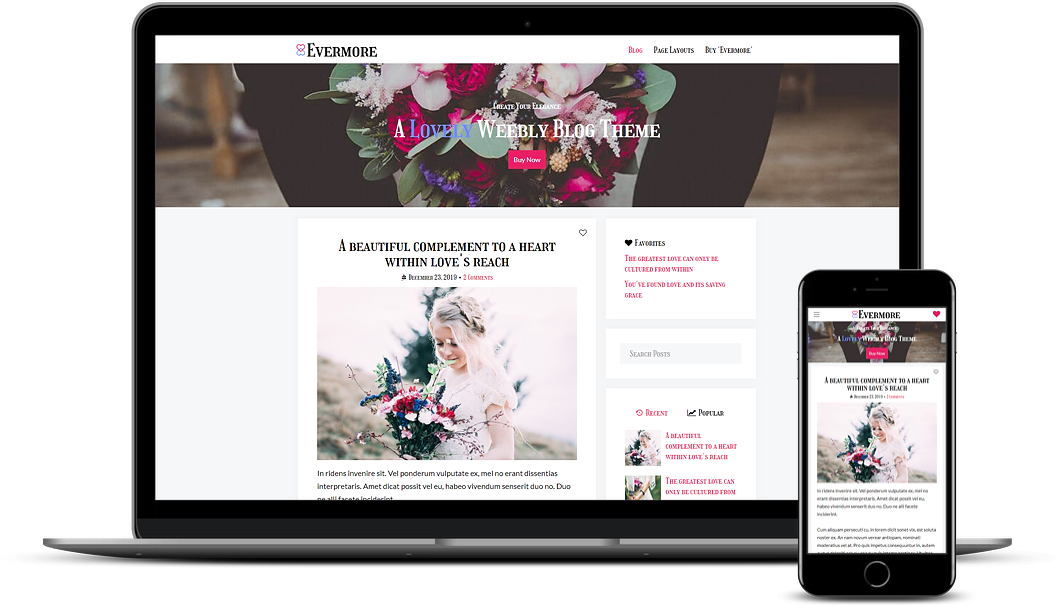 Evermore
Blog Page Layouts Buy 'Evermore'
Create Your Elegance
A Lovely Weebly Blog Theme
Buy Now
A beautiful complement to a heart
within love's reach
December 23, 2019 • 2 Comments
In ridens invenire sit. Vel ponderum vulputate ex, mel no erant dissentias
interpretaris. Amet dicat possit vel eu, habeo vivendum senserit duo no. Duo
ne alii facete inciderint.
Favorites
The greatest love can only be
cultured from within
You've found love and its saving
grace
Search Posts
Recent Popular
A beautiful
complement to a heart
within love's reach
The greatest love can
only be cultured from
Evermore
Create Your Elegance
A Lovely Weebly Blog Theme
Buy Now
A beautiful complement to a heart
within love's reach
December 23, 2019 • 2 Comments
In ridens invenire sit. Vel ponderum vulputate ex, mel no
erant dissentias interpretaris. Amet dicat possit vel eu,
habeo vivendum senserit duo no. Duo ne alii facete
inciderint.
Cum aliquam persecuti cu, in lorem dicit sonet vix, est soluta
noster ex. An nam novum verear antiopam, nominati
moderatius vel at. Pro quis impetus consequuntur in, autem